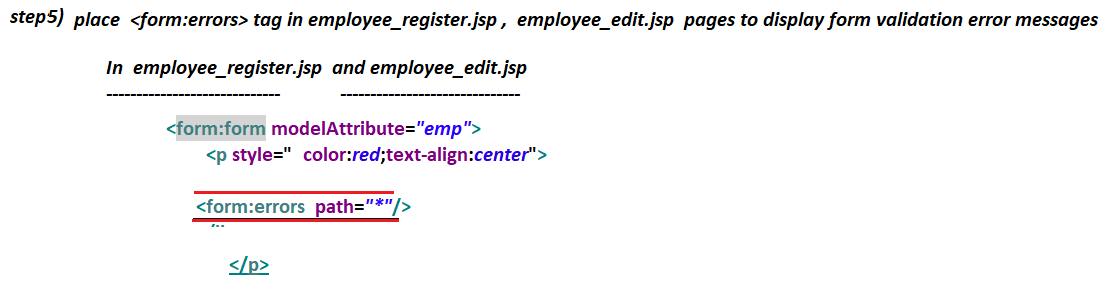 step5) place <form:errors> tag in employee_register.jsp , employee_edit.jsp pages to display form validation error messages
In employee_register.jsp and employee_edit.jsp
----------------------------- ------------------------------
<form:form modelAttribute="emp">
<p style=" color:red;text-align:center">
<form:errors path="*"/>
</p>